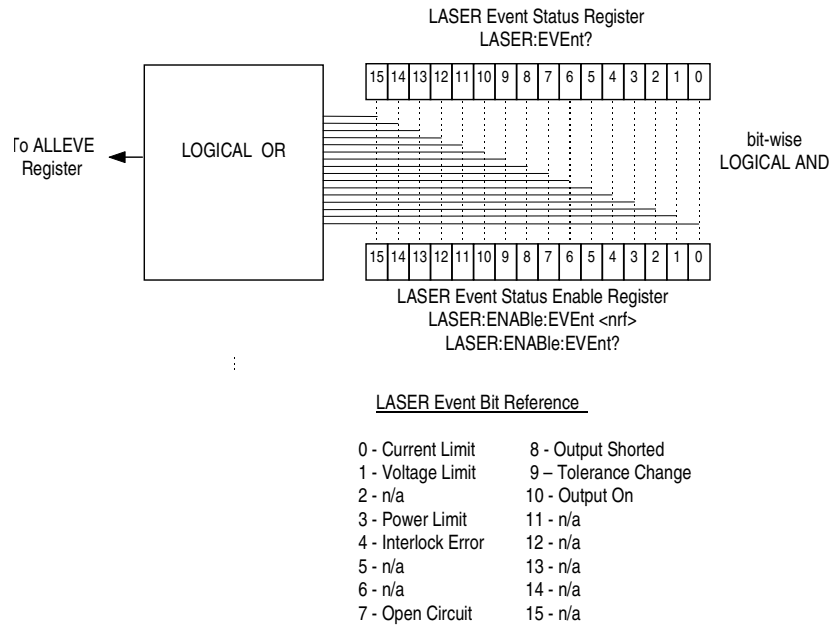 LASER Event Status Register
LASER:EVEnt?
15 14 13 12 11 10 9 8 7 6 5 4 3 2 1 0
To ALLEVE
Register
LOGICAL OR
bit-wise
LOGICAL AND
15 14 13 12 11 10 9 8 7 6 5 4 3 2 1 0
LASER Event Status Enable Register
LASER:ENABle:EVEnt <nrf>
LASER:ENABle:EVEnt?
LASER Event Bit Reference
0 - Current Limit
1 - Voltage Limit
2 - n/a
3 - Power Limit
4 - Interlock Error
5 - n/a
6 - n/a
7 - Open Circuit
8 - Output Shorted
9 – Tolerance Change
10 - Output On
11 - n/a
12 - n/a
13 - n/a
14 - n/a
15 - n/a